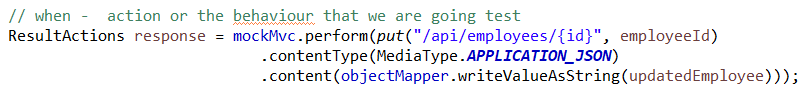 // when -  action or the behaviour that we are going test
ResultActions response = mockMvc.perform(put("/api/employees/{id}", employeeId)
.contentType(MediaType.APPLICATION_JSON)
.content(objectMapper.writeValueAsString(updatedEmployee)));